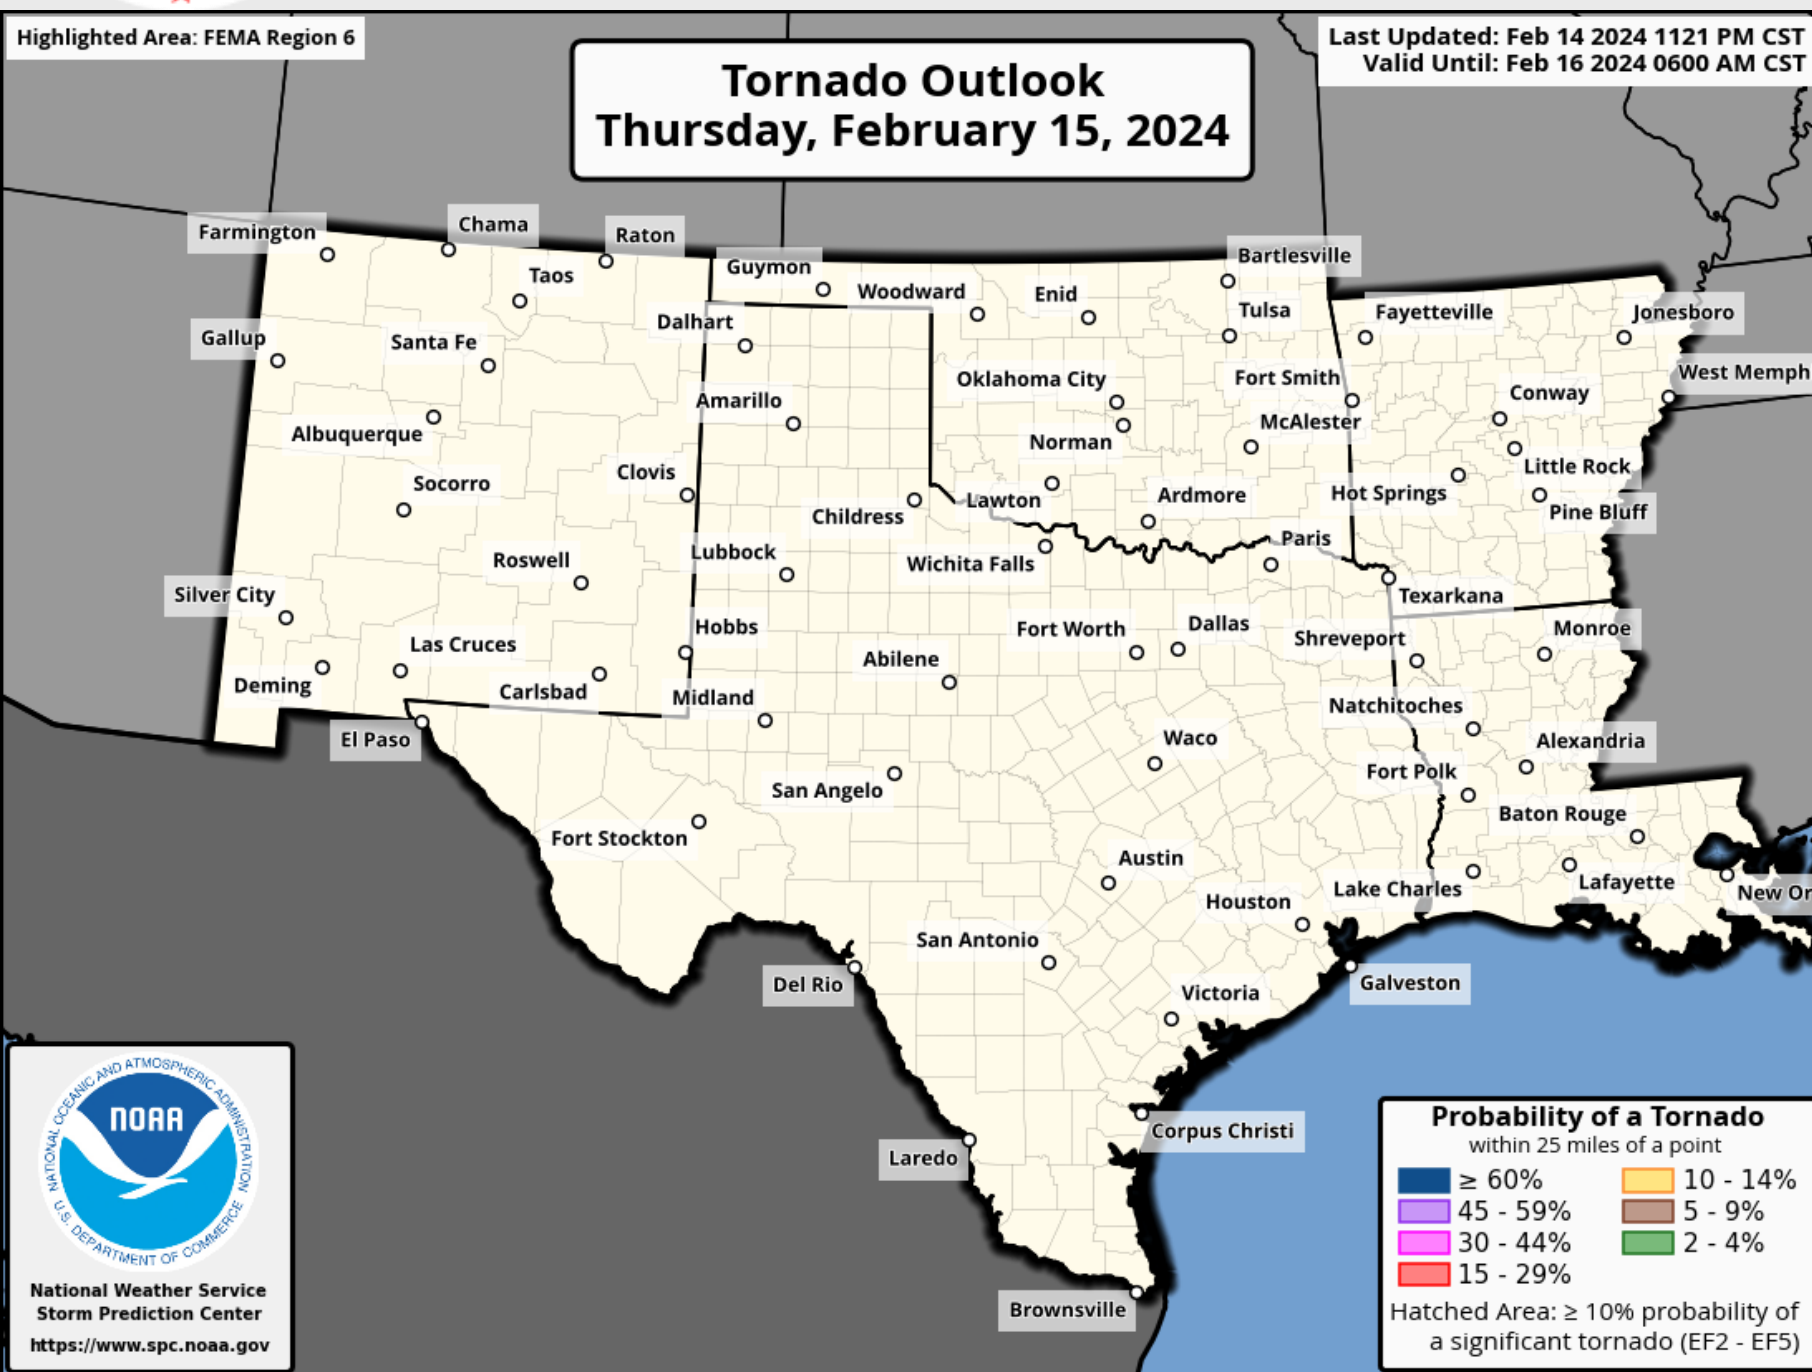 Highlighted Area: FEMA Region 6
Tornado Outlook
Thursday, February 15, 2024
Last Updated: Feb 14 2024 1121 PM CST
Valid Until: Feb 16 2024 0600 AM CST
Farmington
Chama
Raton
Taos
Guymon
Woodward
Enid
Bartlesville
Tulsa
Fayetteville
Jonesboro
Gallup
Santa Fe
Dalhart
Oklahoma City
Fort Smith
Conway
West Memph
Amarillo
Albuquerque
Norman
McAlester
Little Rock
Socorro
Clovis
Childress
Lawton
Ardmore
Hot Springs
Pine Bluff
Roswell
Lubbock
Wichita Falls
Paris
Texarkana
Silver City
Hobbs
Fort Worth
Dallas
Shreveport
Monroe
Las Cruces
Abilene
Deming
Carlsbad
Midland
Natchitoches
El Paso
Waco
Alexandria
San Angelo
Fort Polk
Fort Stockton
Baton Rouge
Austin
Lake Charles
Lafayette
New Or
Houston
San Antonio
Del Rio
Victoria
Galveston
Corpus Christi
Laredo
Brownsville
NATIONAL OCEANIC AND ATMOSPHERIC ADMINISTRATION
NOAA
U.S. DEPARTMENT OF COMMERCE
National Weather Service
Storm Prediction Center
https://www.spc.noaa.gov
Probability of a Tornado
within 25 miles of a point
≥ 60%
45 - 59%
30 - 44%
15 - 29%
10 - 14%
5 - 9%
2 - 4%
Hatched Area: ≥ 10% probability of
a significant tornado (EF2 - EF5)